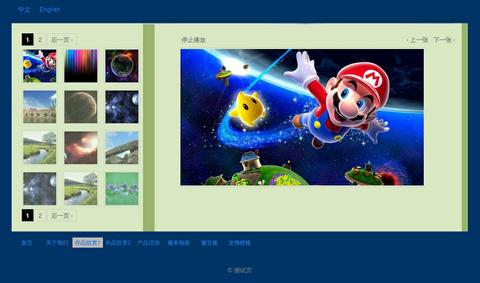 中文 English
1 2 后一页 ›
停止播放 ‹ 上一张 下一张 ›
1 2 后一页 ›
首页 关于我们 作品欣赏1 作品欣赏2 产品动态 服务指南 留言板 友情链接
© 测试页